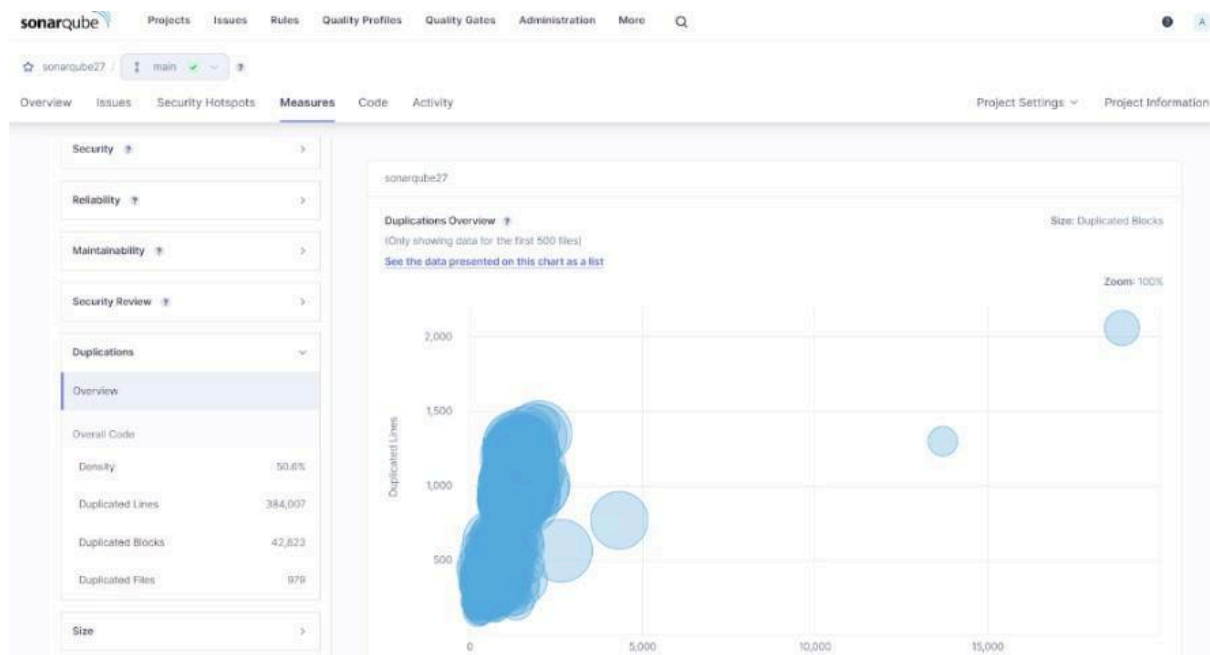 sonarqube
Projects Issues Rules Quality Profiles Quality Gates Administration More
A
sonarqube27 / main
Overview Issues Security Hotspots Measures Code Activity Project Settings Project Information
Security ?
Reliability ?
Maintainability ?
Security Review ?
Duplications
Overview
Overall Code
Density 50.6%
Duplicated Lines 384,007
Duplicated Blocks 42,823
Duplicated Files 979
Size
sonarqube27
Duplications Overview ? Size: Duplicated Blocks
(Only showing data for the first 500 files)
See the data presented on this chart as a list
Zoom: 100%
2,000
1,500
1,000
500
Duplicated Lines
0 5,000 10,000 15,000